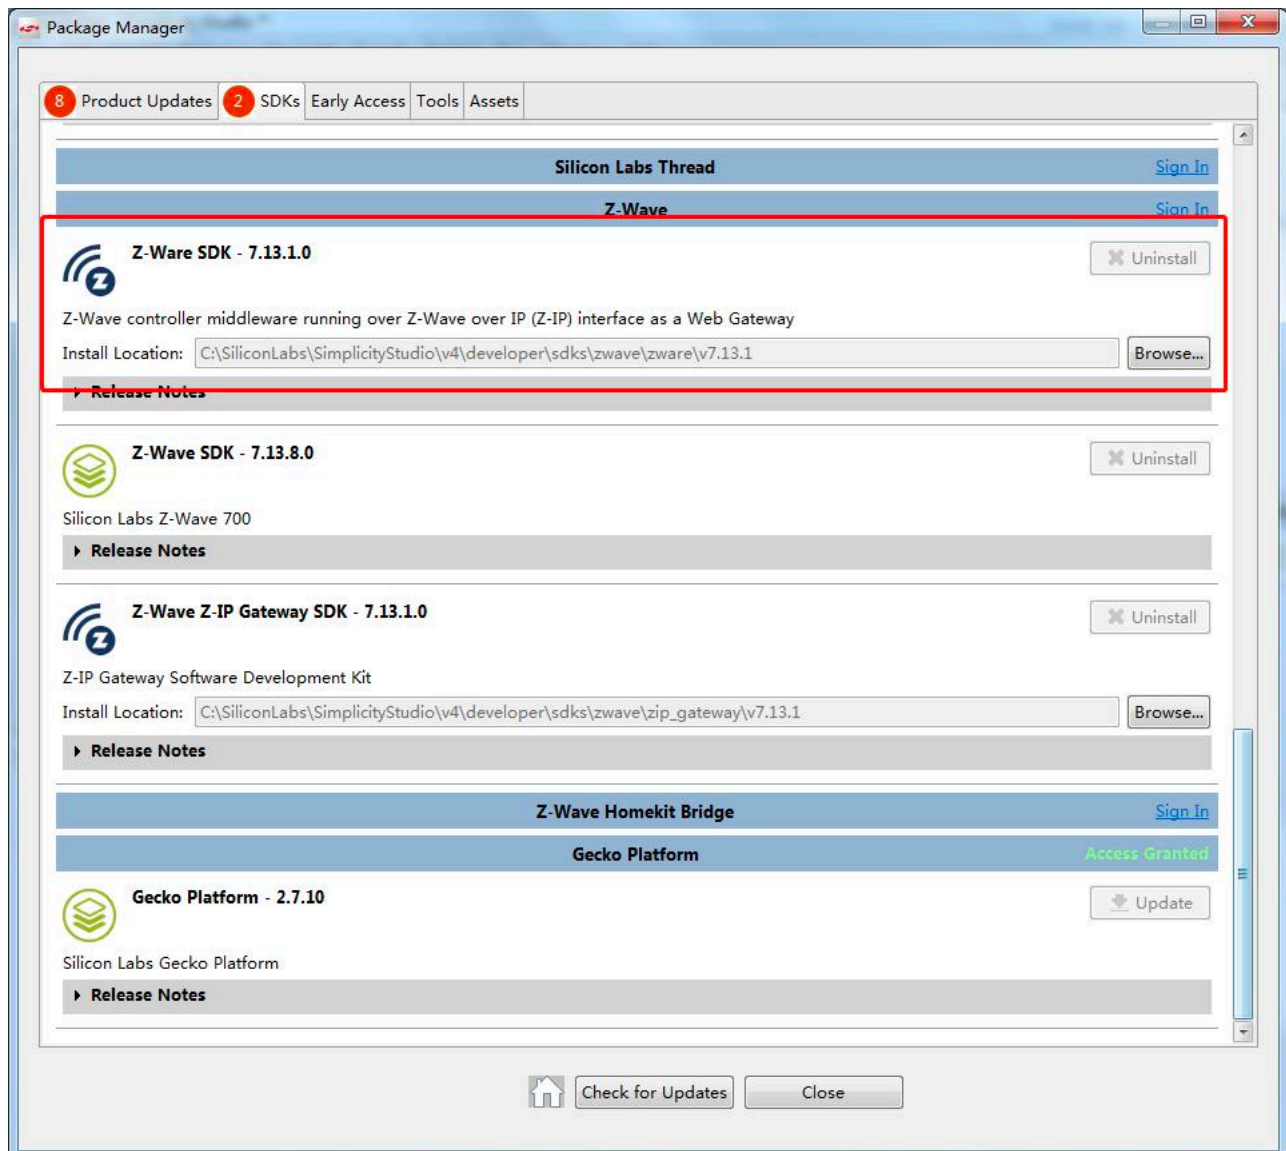 Package Manager
8 Product Updates 2 SDKs Early Access Tools Assets
Silicon Labs Thread Sign In
Z-Wave Sign In
Z-Ware SDK - 7.13.1.0 Uninstall
Z-Wave controller middleware running over Z-Wave over IP (Z-IP) interface as a Web Gateway
Install Location: C:\SiliconLabs\SimplicityStudio\v4\developer\sdks\zwave\zware\v7.13.1 Browse...
Release Notes
Z-Wave SDK - 7.13.8.0 Uninstall
Silicon Labs Z-Wave 700
Release Notes
Z-Wave Z-IP Gateway SDK - 7.13.1.0 Uninstall
Z-IP Gateway Software Development Kit
Install Location: C:\SiliconLabs\SimplicityStudio\v4\developer\sdks\zwave\zip_gateway\v7.13.1 Browse...
Release Notes
Z-Wave Homekit Bridge Sign In
Gecko Platform Access Granted
Gecko Platform - 2.7.10 Update
Silicon Labs Gecko Platform
Release Notes
Check for Updates Close